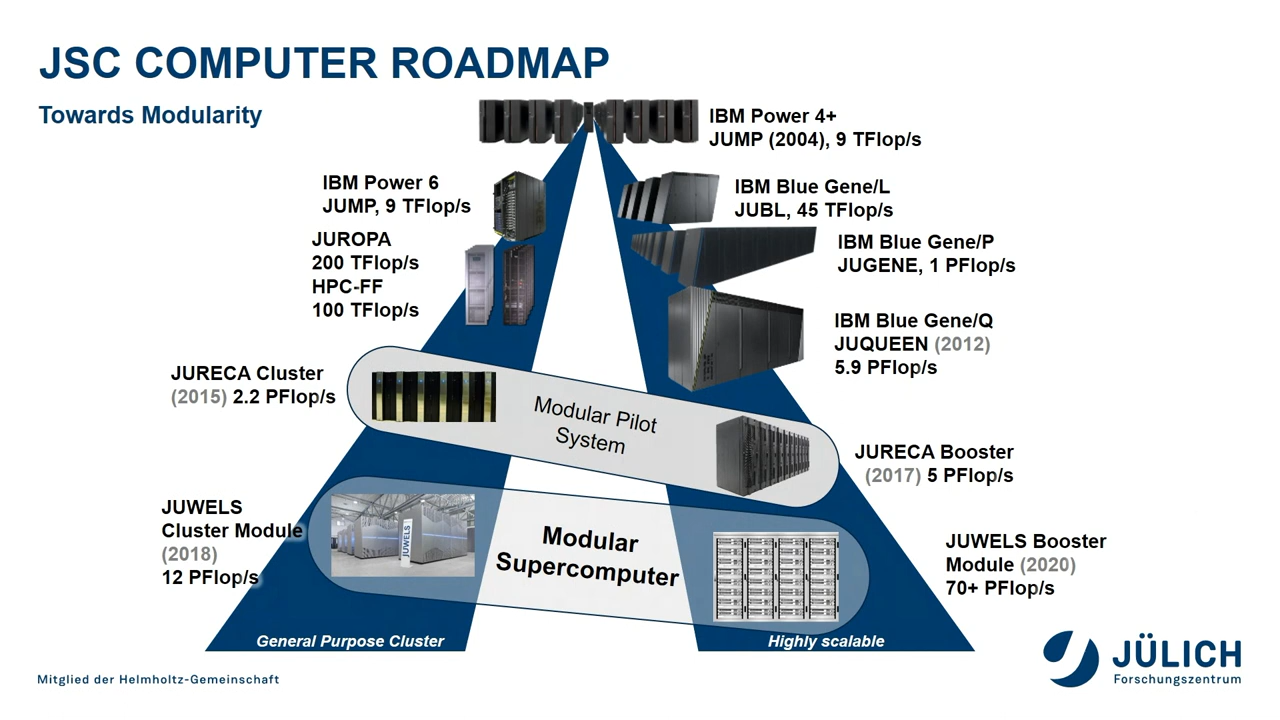 JSC COMPUTER ROADMAP
Towards Modularity
IBM Power 4+
JUMP (2004), 9 TFlop/s
IBM Power 6
JUMP, 9 TFlop/s
IBM Blue Gene/L
JUBL, 45 TFlop/s
JUROPA
200 TFlop/s
HPC-FF
100 TFlop/s
IBM Blue Gene/P
JUGENE, 1 PFlop/s
IBM Blue Gene/Q
JUQUEEN (2012)
5.9 PFlop/s
JURECA Cluster
(2015) 2.2 PFlop/s
Modular Pilot
System
JURECA Booster
(2017) 5 PFlop/s
JUWELS
Cluster Module
(2018)
12 PFlop/s
JUWELS
Modular
Supercomputer
JUWELS Booster
Module (2020)
70+ PFlop/s
General Purpose Cluster
Highly scalable
Mitglied der Helmholtz-Gemeinschaft
JÜLICH
Forschungszentrum